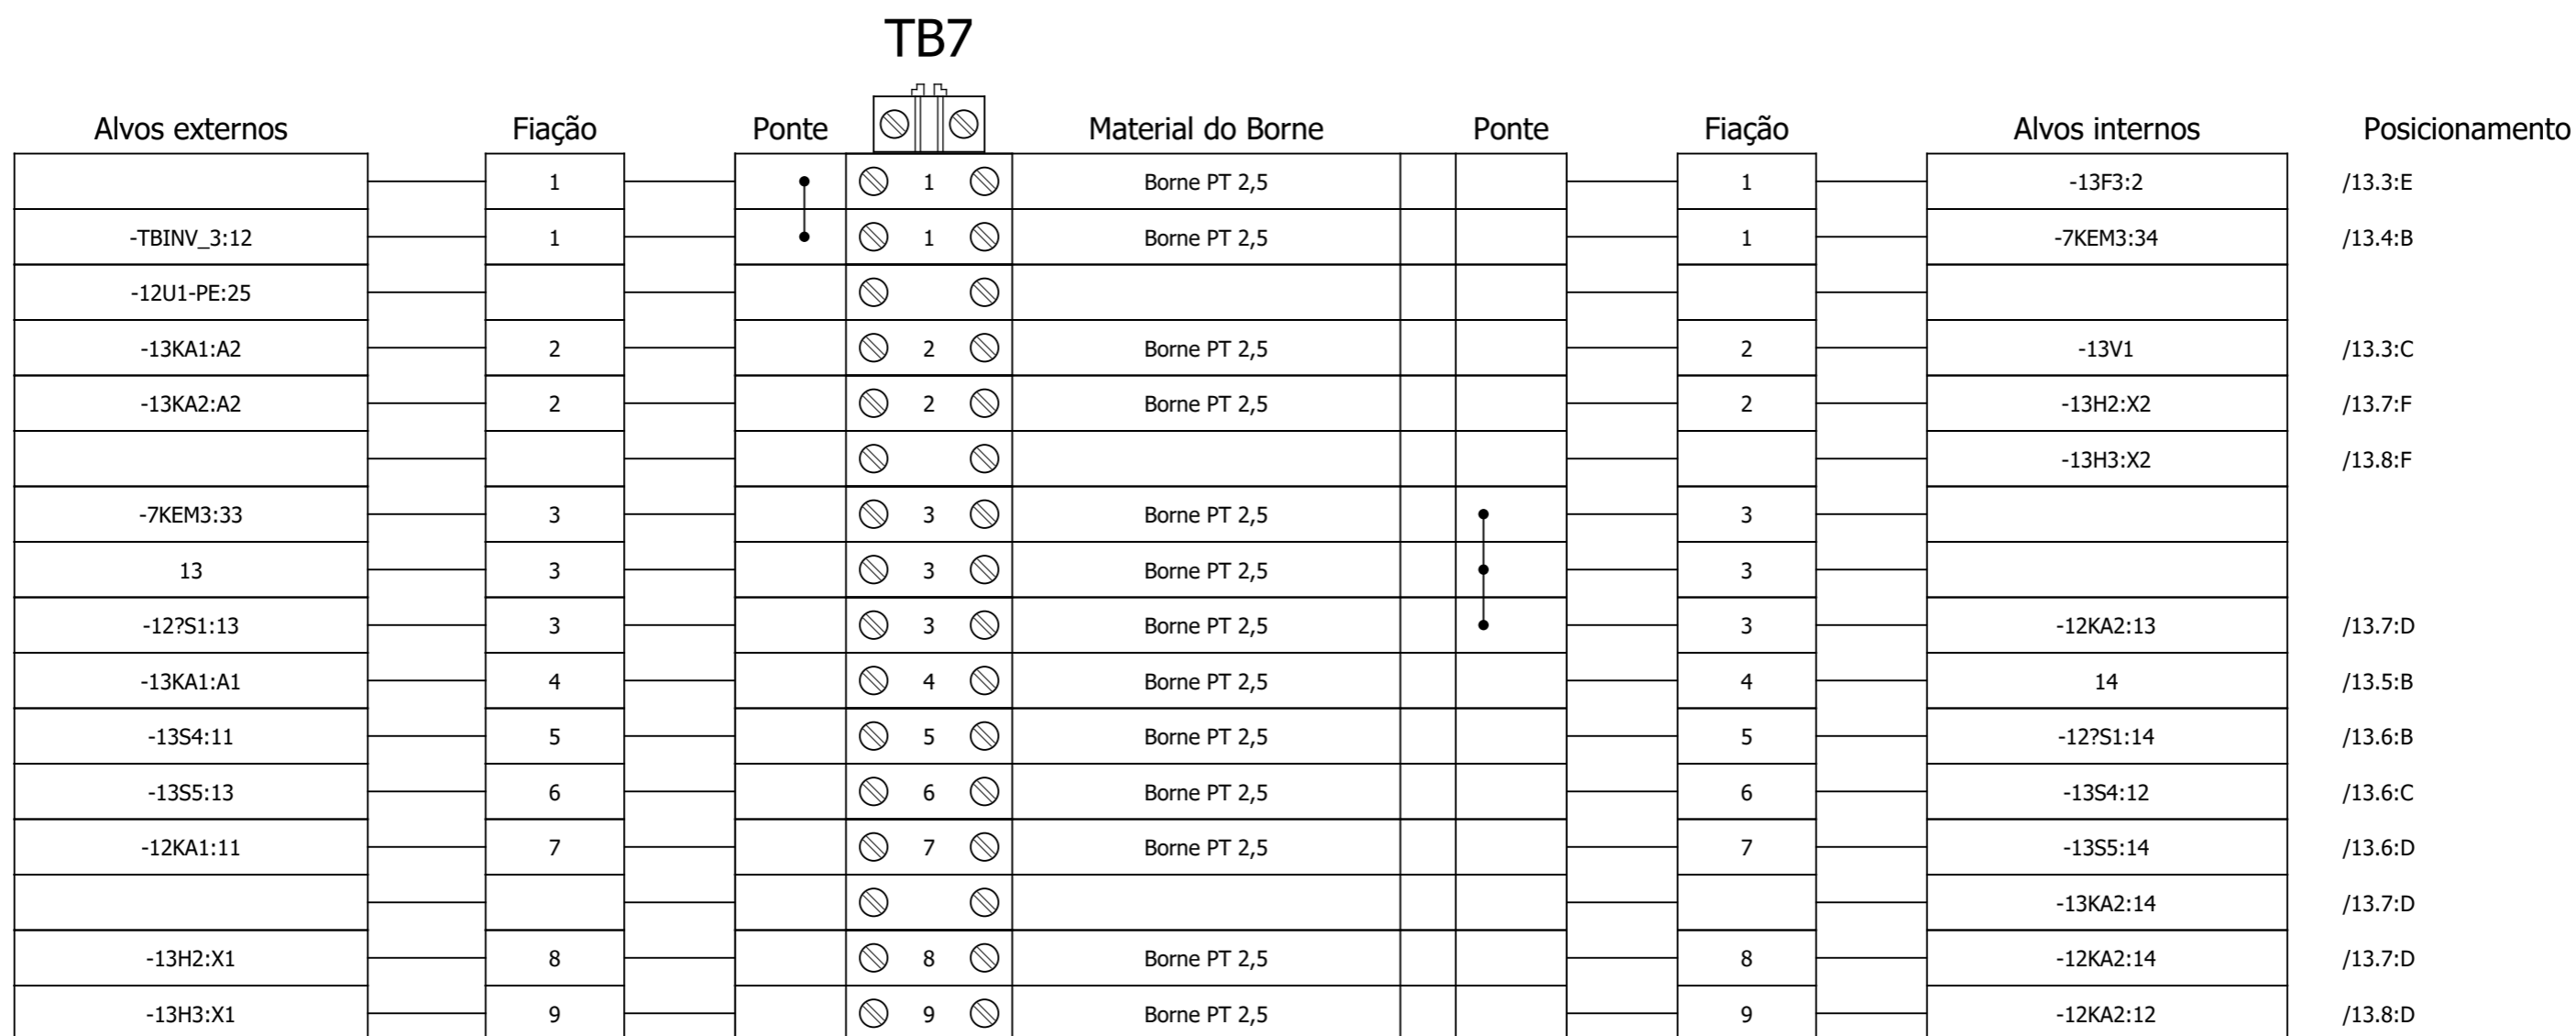 TB7
Alvos externos Fiação Ponte Material do Borne Ponte Fiação Alvos internos Posicionamento
1 1 Borne PT 2,5 1 -13F3:2 /13.3:E
-TBINV_3:12 1 1 Borne PT 2,5 1 -7KEM3:34 /13.4:B
-12U1-PE:25
-13KA1:A2 2 2 Borne PT 2,5 2 -13V1 /13.3:C
-13KA2:A2 2 2 Borne PT 2,5 2 -13H2:X2 /13.7:F
-13H3:X2 /13.8:F
-7KEM3:33 3 3 Borne PT 2,5 3
13 3 3 Borne PT 2,5 3
-12?S1:13 3 3 Borne PT 2,5 3 -12KA2:13 /13.7:D
-13KA1:A1 4 4 Borne PT 2,5 4 14 /13.5:B
-13S4:11 5 5 Borne PT 2,5 5 -12?S1:14 /13.6:B
-13S5:13 6 6 Borne PT 2,5 6 -13S4:12 /13.6:C
-12KA1:11 7 7 Borne PT 2,5 7 -13S5:14 /13.6:D
-13KA2:14 /13.7:D
-13H2:X1 8 8 Borne PT 2,5 8 -12KA2:14 /13.7:D
-13H3:X1 9 9 Borne PT 2,5 9 -12KA2:12 /13.8:D